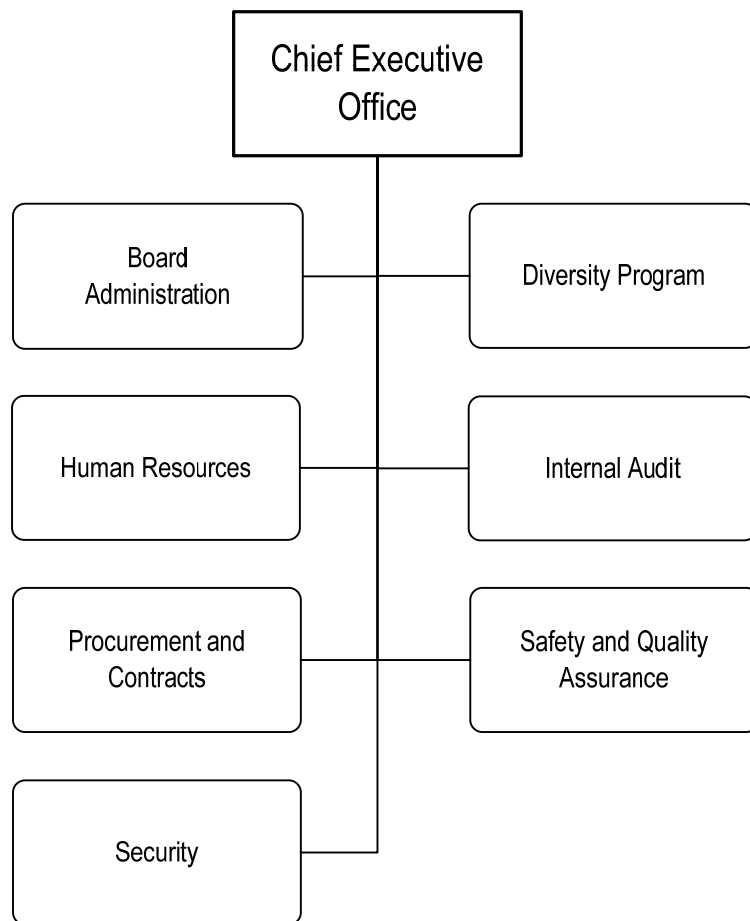 Chief Executive
Office
Board
Administration
Diversity Program
Human Resources
Internal Audit
Procurement and
Contracts
Safety and Quality
Assurance
Security